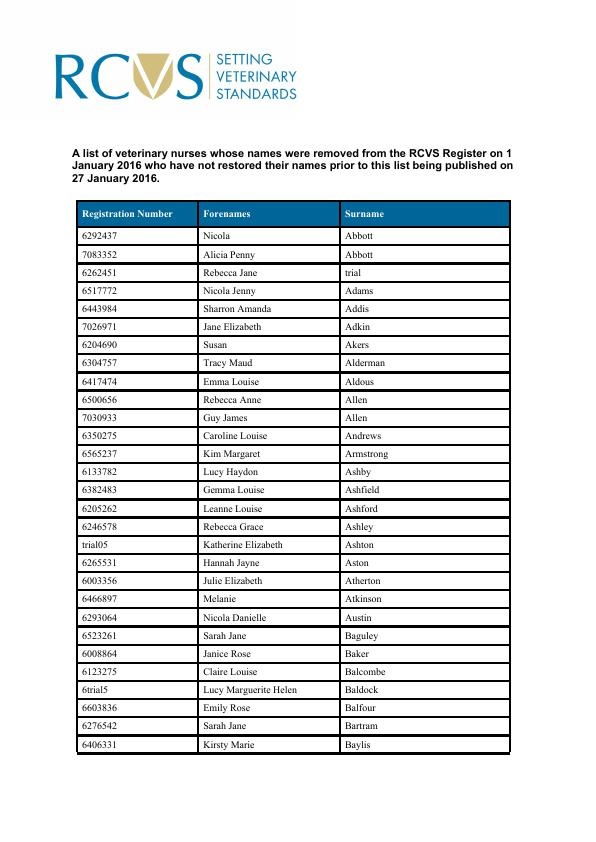 RCVS SETTING
VETERINARY
STANDARDS
A list of veterinary nurses whose names were removed from the RCVS Register on 1
January 2016 who have not restored their names prior to this list being published on
27 January 2016.
Registration Number Forenames Surname
6292437 Nicola Abbott
7083352 Alicia Penny Abbott
6262451 Rebecca Jane trial
6517772 Nicola Jenny Adams
6443984 Sharron Amanda Addis
7026971 Jane Elizabeth Adkin
6204690 Susan Akers
6304757 Tracy Maud Alderman
6417474 Emma Louise Aldous
6500656 Rebecca Anne Allen
7030933 Guy James Allen
6350275 Caroline Louise Andrews
6565237 Kim Margaret Armstrong
6133782 Lucy Haydon Ashby
6382483 Gemma Louise Ashfield
6205262 Leanne Louise Ashford
6246578 Rebecca Grace Ashley
trial05 Katherine Elizabeth Ashton
6265531 Hannah Jayne Aston
6003356 Julie Elizabeth Atherton
6466897 Melanie Atkinson
6293064 Nicola Danielle Austin
6523261 Sarah Jane Baguley
6008864 Janice Rose Baker
6123275 Claire Louise Balcombe
6trial5 Lucy Marguerite Helen Baldock
6603836 Emily Rose Balfour
6276542 Sarah Jane Bartram
6406331 Kirsty Marie Baylis